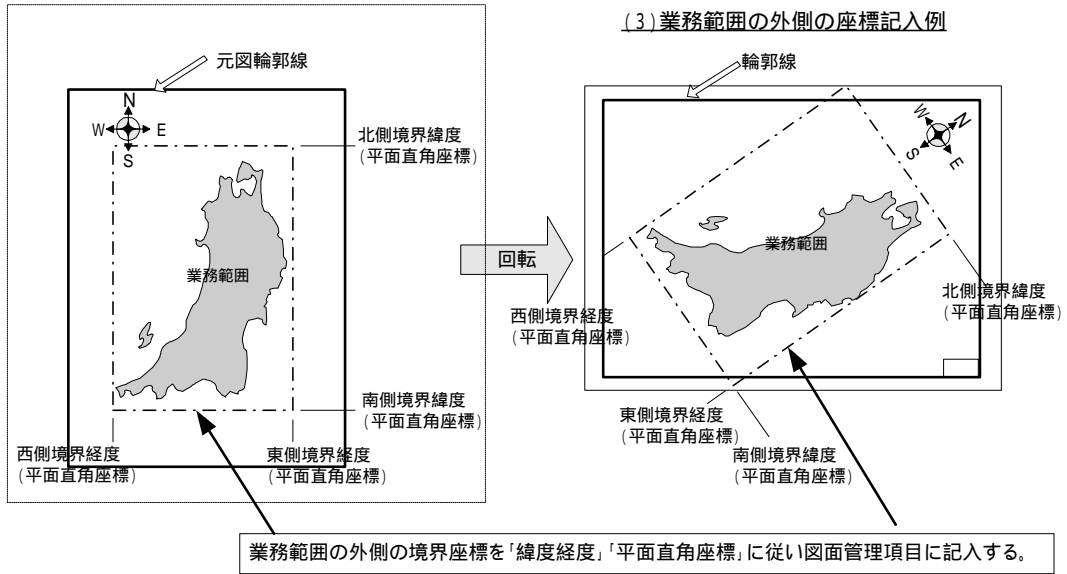 (3)業務範囲の外側の座標記入例
元図輪郭線
N
W
E
S
北側境界緯度
(平面直角座標)
業務範囲
南側境界緯度
(平面直角座標)
西側境界経度
(平面直角座標)
東側境界経度
(平面直角座標)
回転
輪郭線
W
N
S
E
業務範囲
北側境界緯度
(平面直角座標)
西側境界経度
(平面直角座標)
東側境界経度
(平面直角座標)
南側境界緯度
(平面直角座標)
業務範囲の外側の境界座標を「緯度経度」「平面直角座標」に従い図面管理項目に記入する。